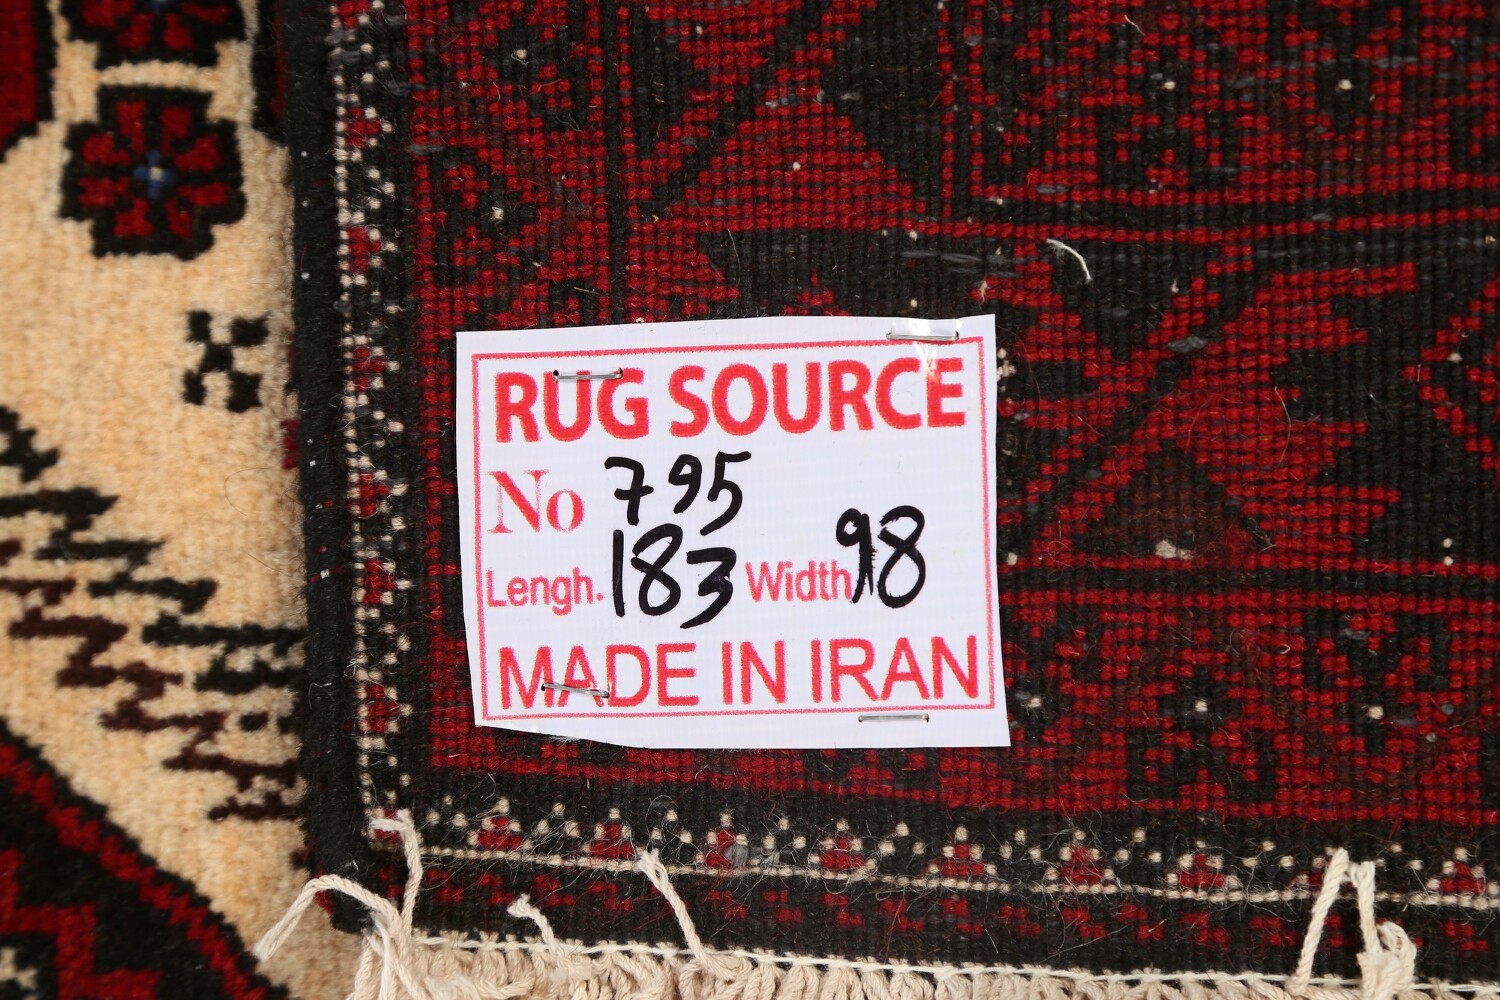 RUG SOURCE
No 795
Lengh. 183 Width 98
MADE IN IRAN